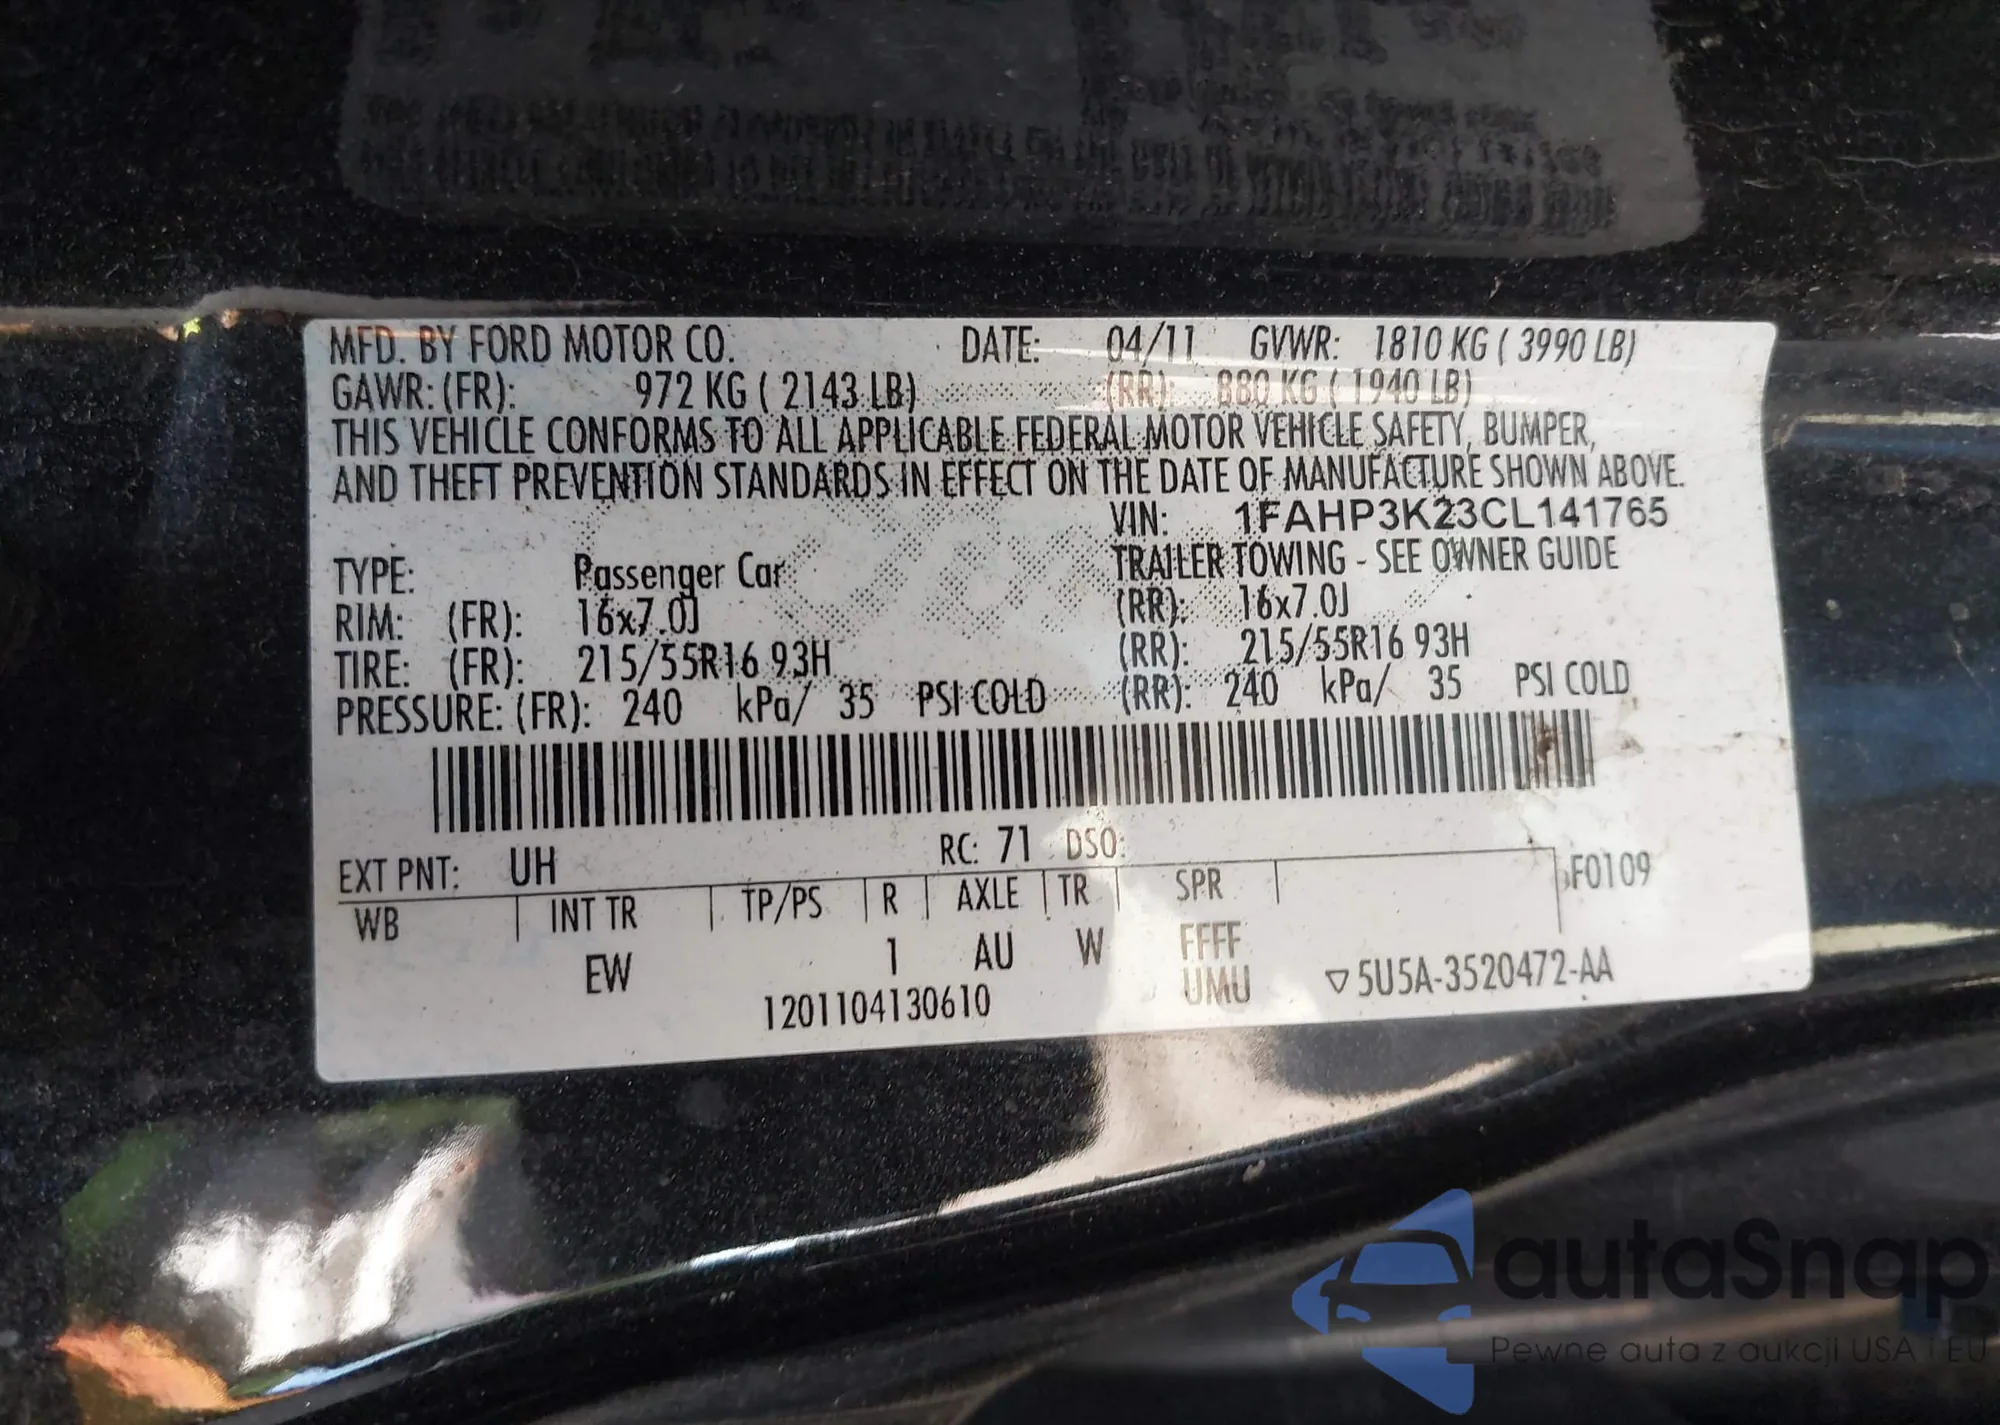 MFD. BY FORD MOTOR CO. DATE: 04/11 GVWR: 1810 KG ( 3990 LB)
GAWR: (FR): 972 KG ( 2143 LB) (RR): 880 KG ( 1940 LB)
THIS VEHICLE CONFORMS TO ALL APPLICABLE FEDERAL MOTOR VEHICLE SAFETY, BUMPER,
AND THEFT PREVENTION STANDARDS IN EFFECT ON THE DATE OF MANUFACTURE SHOWN ABOVE.
VIN: 1FAHP3K23CL141765
TYPE: Passenger Car TRAILER TOWING - SEE OWNER GUIDE
RIM: (FR): 16x7.0J (RR): 16x7.0J
TIRE: (FR): 215/55R16 93H (RR): 215/55R16 93H
PRESSURE: (FR): 240 kPa/ 35 PSI COLD (RR): 240 kPa/ 35 PSI COLD
EXT PNT: UH RC: 71 DSO: F0109
WB INT TR TP/PS R AXLE TR SPR
EW 1 AU W FFFF
UMU
1201104130610 ▽5U5A-3520472-AA
autaSnap
Pewne auta z aukcji USA i EU